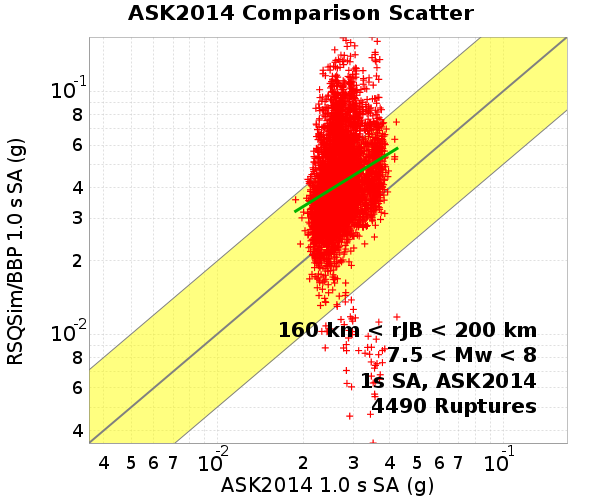 ASK2014 Comparison Scatter
RSQSim/BBP 1.0 s SA (g)
10-1
8
6
4
3
2
10-2
8
6
4
160 km < rJB < 200 km
7.5 < Mw < 8
1s SA, ASK2014
4490 Ruptures
4 5 6 7 10-2 2 3 4 5 6 7 10-1
ASK2014 1.0 s SA (g)